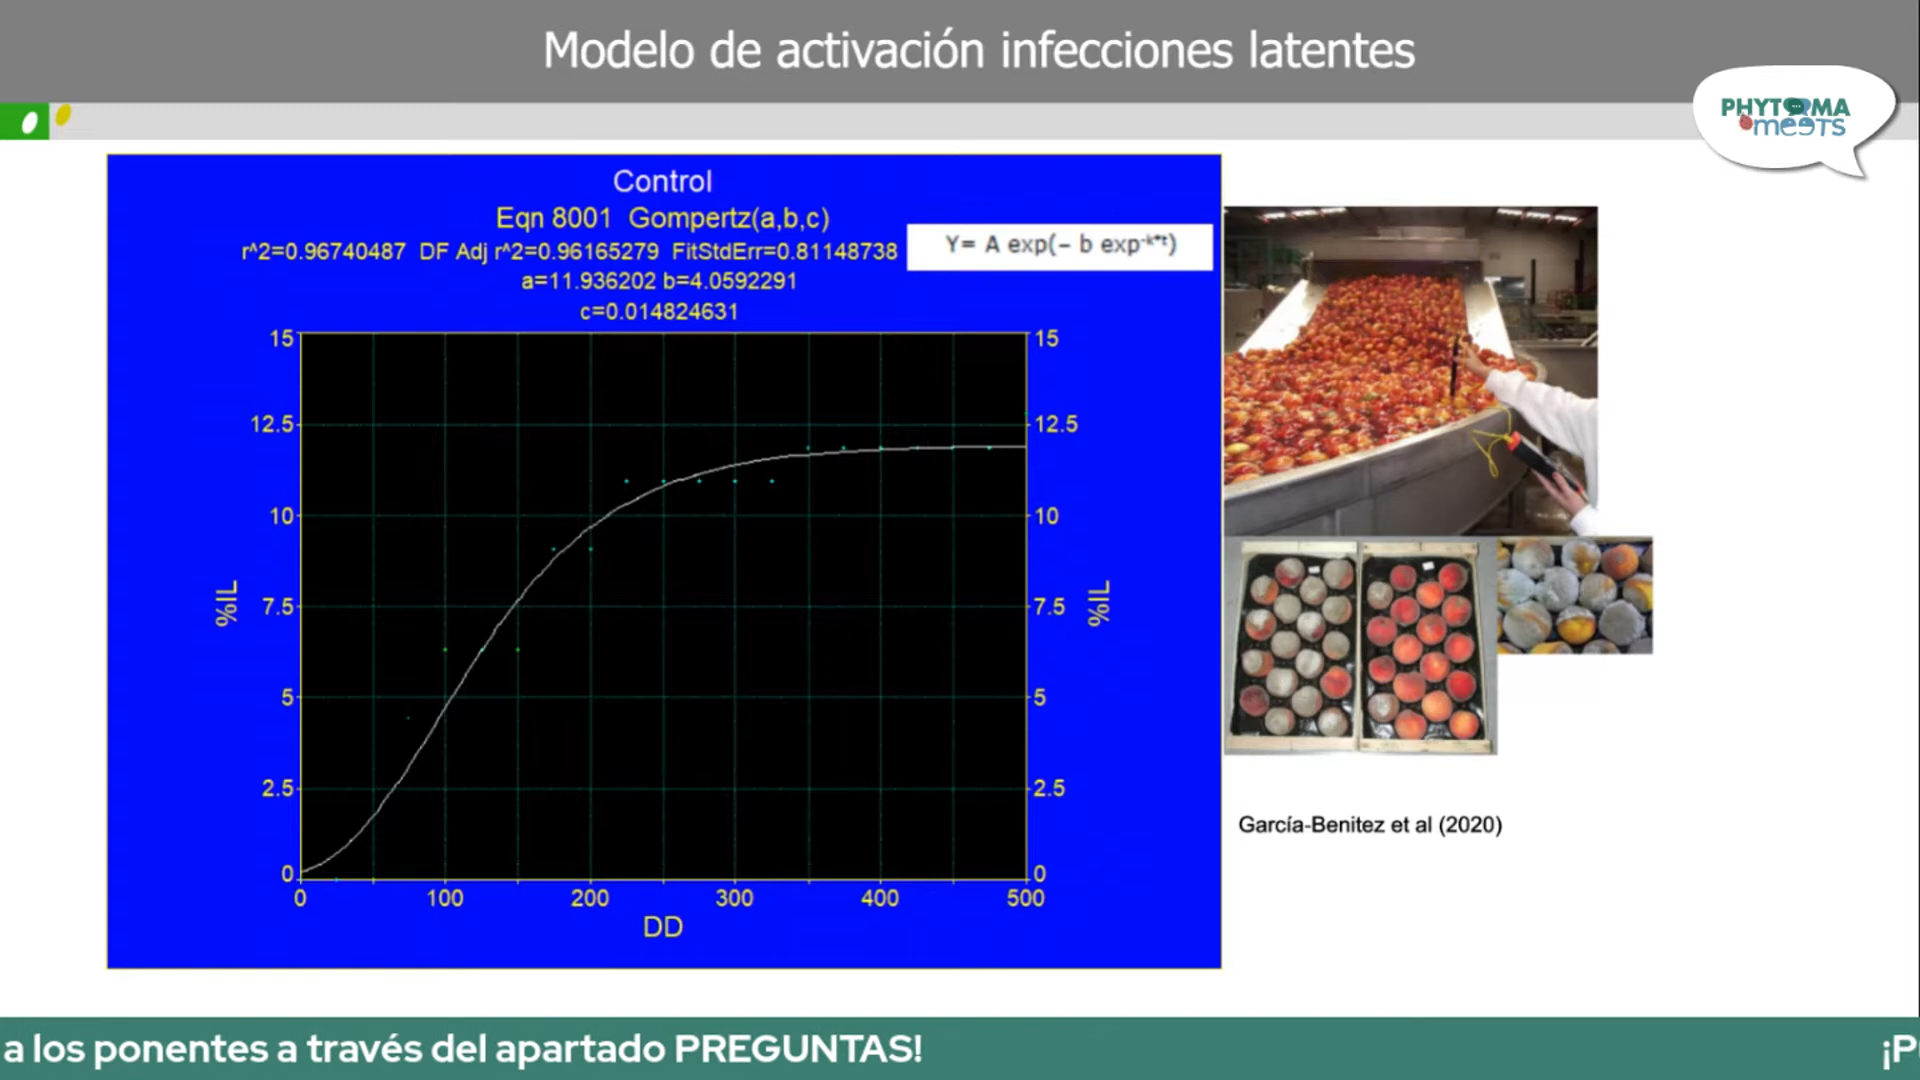 Modelo de activación infecciones latentes
PHYTOMA
meeTS
Control
Eqn 8001 Gompertz(a,b,c)
r^2=0.96740487 DF Adj r^2=0.96165279 FitStdErr=0.81148738
a=11.936202 b=4.0592291
c=0.014824631
Y= A exp(– b exp-k*t)
15
12.5
10
7.5
5
2.5
0
%IL
15
12.5
10
7.5
5
2.5
0
%IL
0 100 200 300 400 500
DD
García-Benitez et al (2020)
a los ponentes a través del apartado PREGUNTAS!
¡P